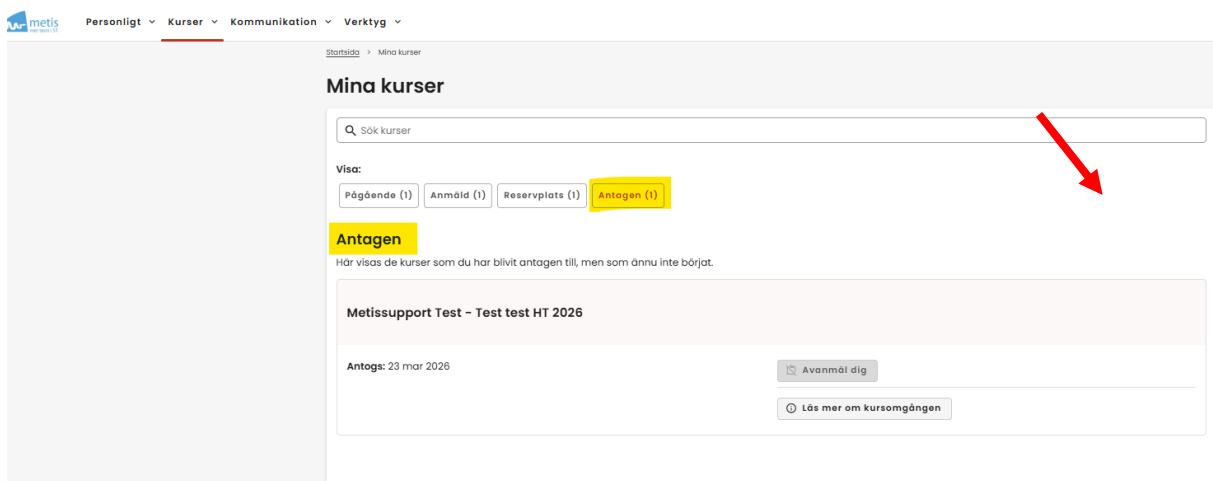 metis
Personligt Kurser Kommunikation Verktyg
Startsida > Mina kurser
Mina kurser
Sök kurser
Visa:
Pågående (1) Anmäld (1) Reservplats (1) Antagen (1)
Antagen
Här visas de kurser som du har blivit antagen till, men som ännu inte börjat.
Metissupport Test - Test test HT 2026
Antogs: 23 mar 2026
Avanmäl dig
Läs mer om kursomgången